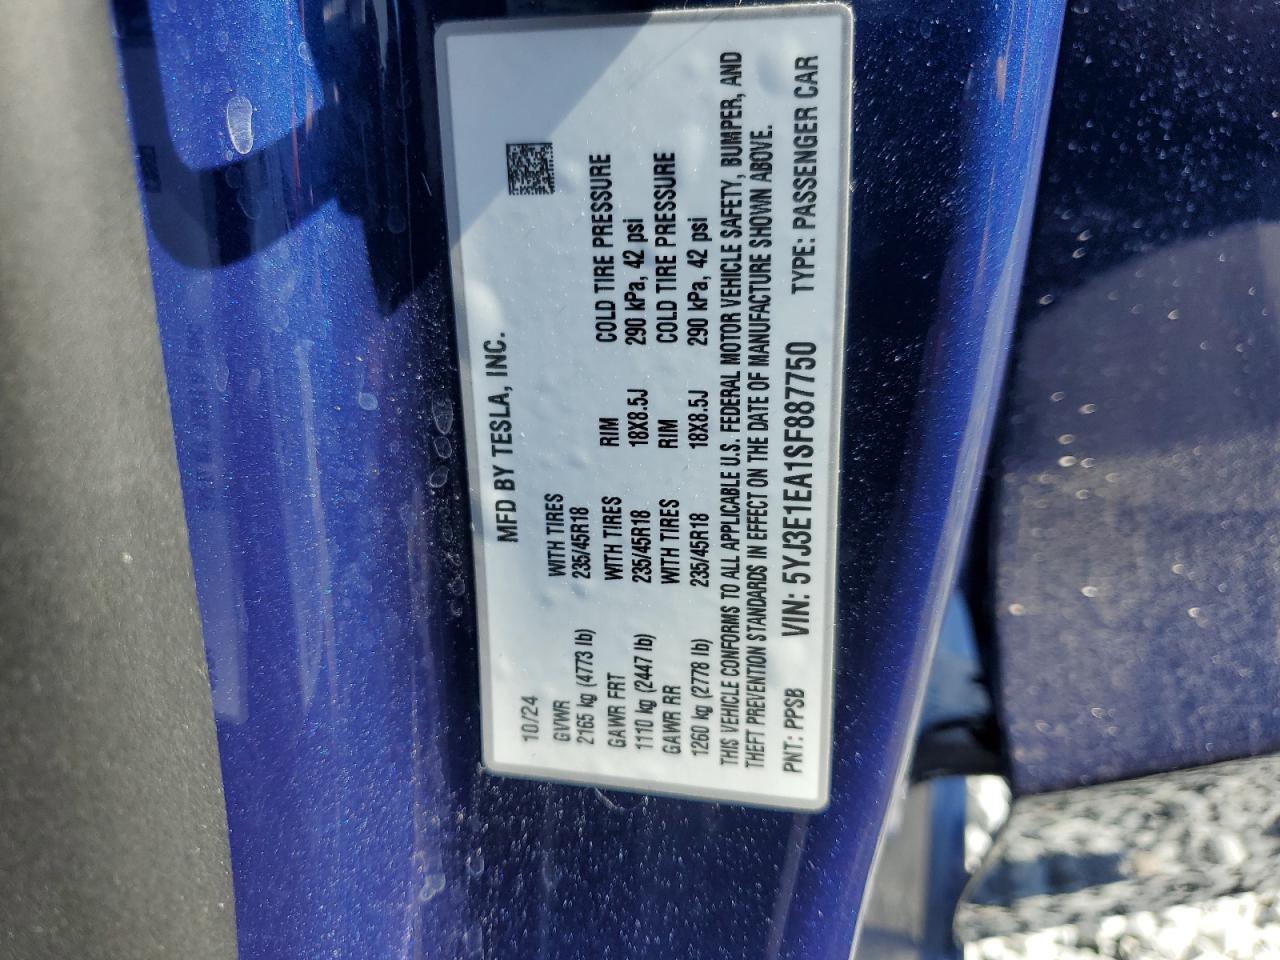 MFD BY TESLA, INC.
10/24
GVWR WITH TIRES
2165 kg (4773 lb) 235/45R18
GAWR FRT WITH TIRES RIM COLD TIRE PRESSURE
1110 kg (2447 lb) 235/45R18 18X8.5J 290 kPa, 42 psi
GAWR RR WITH TIRES RIM COLD TIRE PRESSURE
1260 kg (2778 lb) 235/45R18 18X8.5J 290 kPa, 42 psi
THIS VEHICLE CONFORMS TO ALL APPLICABLE U.S. FEDERAL MOTOR VEHICLE SAFETY, BUMPER, AND
THEFT PREVENTION STANDARDS IN EFFECT ON THE DATE OF MANUFACTURE SHOWN ABOVE.
PNT: PPSB VIN: 5YJ3E1EA1SF887750 TYPE: PASSENGER CAR